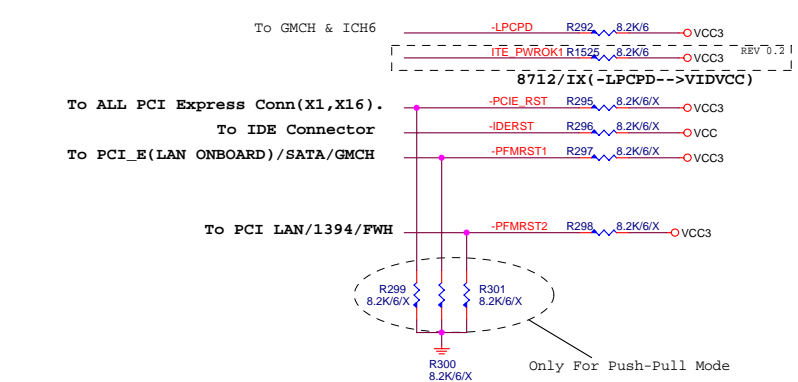 To GMCH & ICH6 -LPCPD R292 8.2K/6 VCC3
ITE_PWROK1 R1525 8.2K/6 VCC3 REV 0.2
8712/IX(-LPCPD-->VIDVCC)
To ALL PCI Express Conn(X1,X16). -PCIE_RST R295 8.2K/6/X VCC3
To IDE Connector -IDERST R296 8.2K/6/X VCC
To PCI_E(LAN ONBOARD)/SATA/GMCH -PFMRST1 R297 8.2K/6/X VCC3
To PCI LAN/1394/FWH -PFMRST2 R298 8.2K/6/X VCC3
R299 R301
8.2K/6/X 8.2K/6/X
R300
8.2K/6/X
Only For Push-Pull Mode